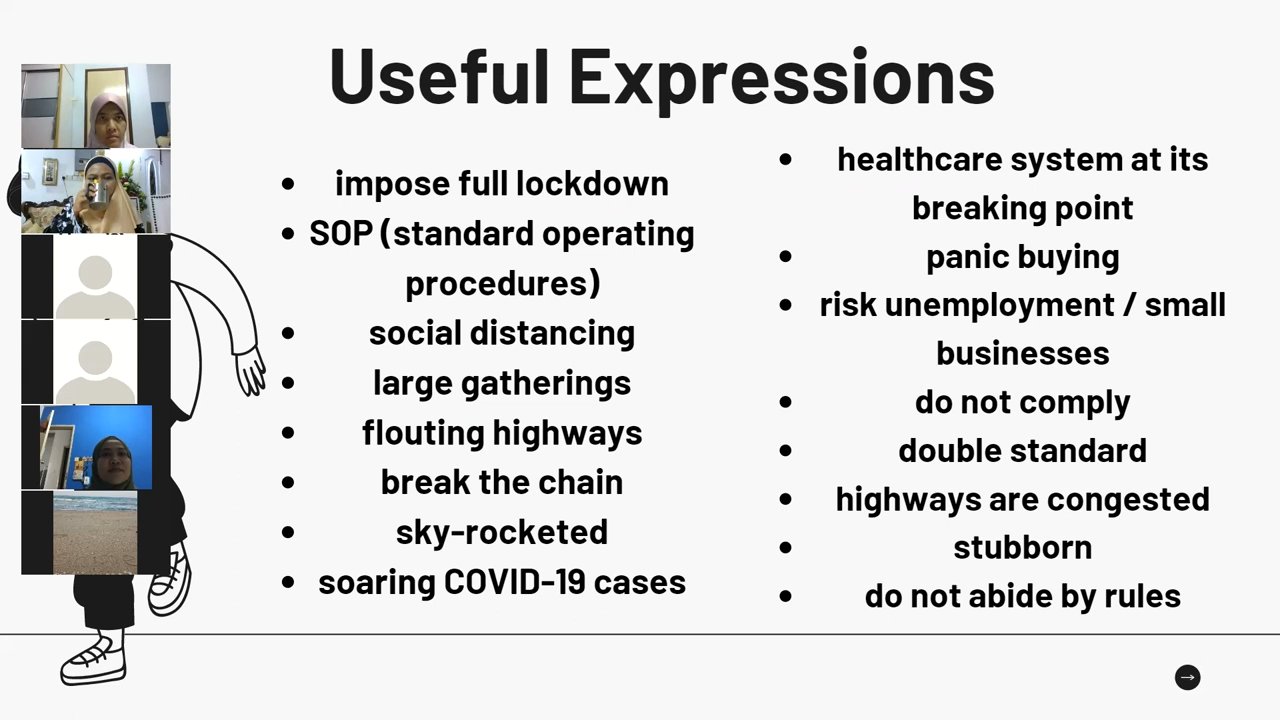 Useful Expressions
impose full lockdown
SOP (standard operating
procedures)
social distancing
large gatherings
flouting highways
break the chain
sky-rocketed
soaring COVID-19 cases
healthcare system at its
breaking point
panic buying
risk unemployment / small
businesses
do not comply
double standard
highways are congested
stubborn
do not abide by rules